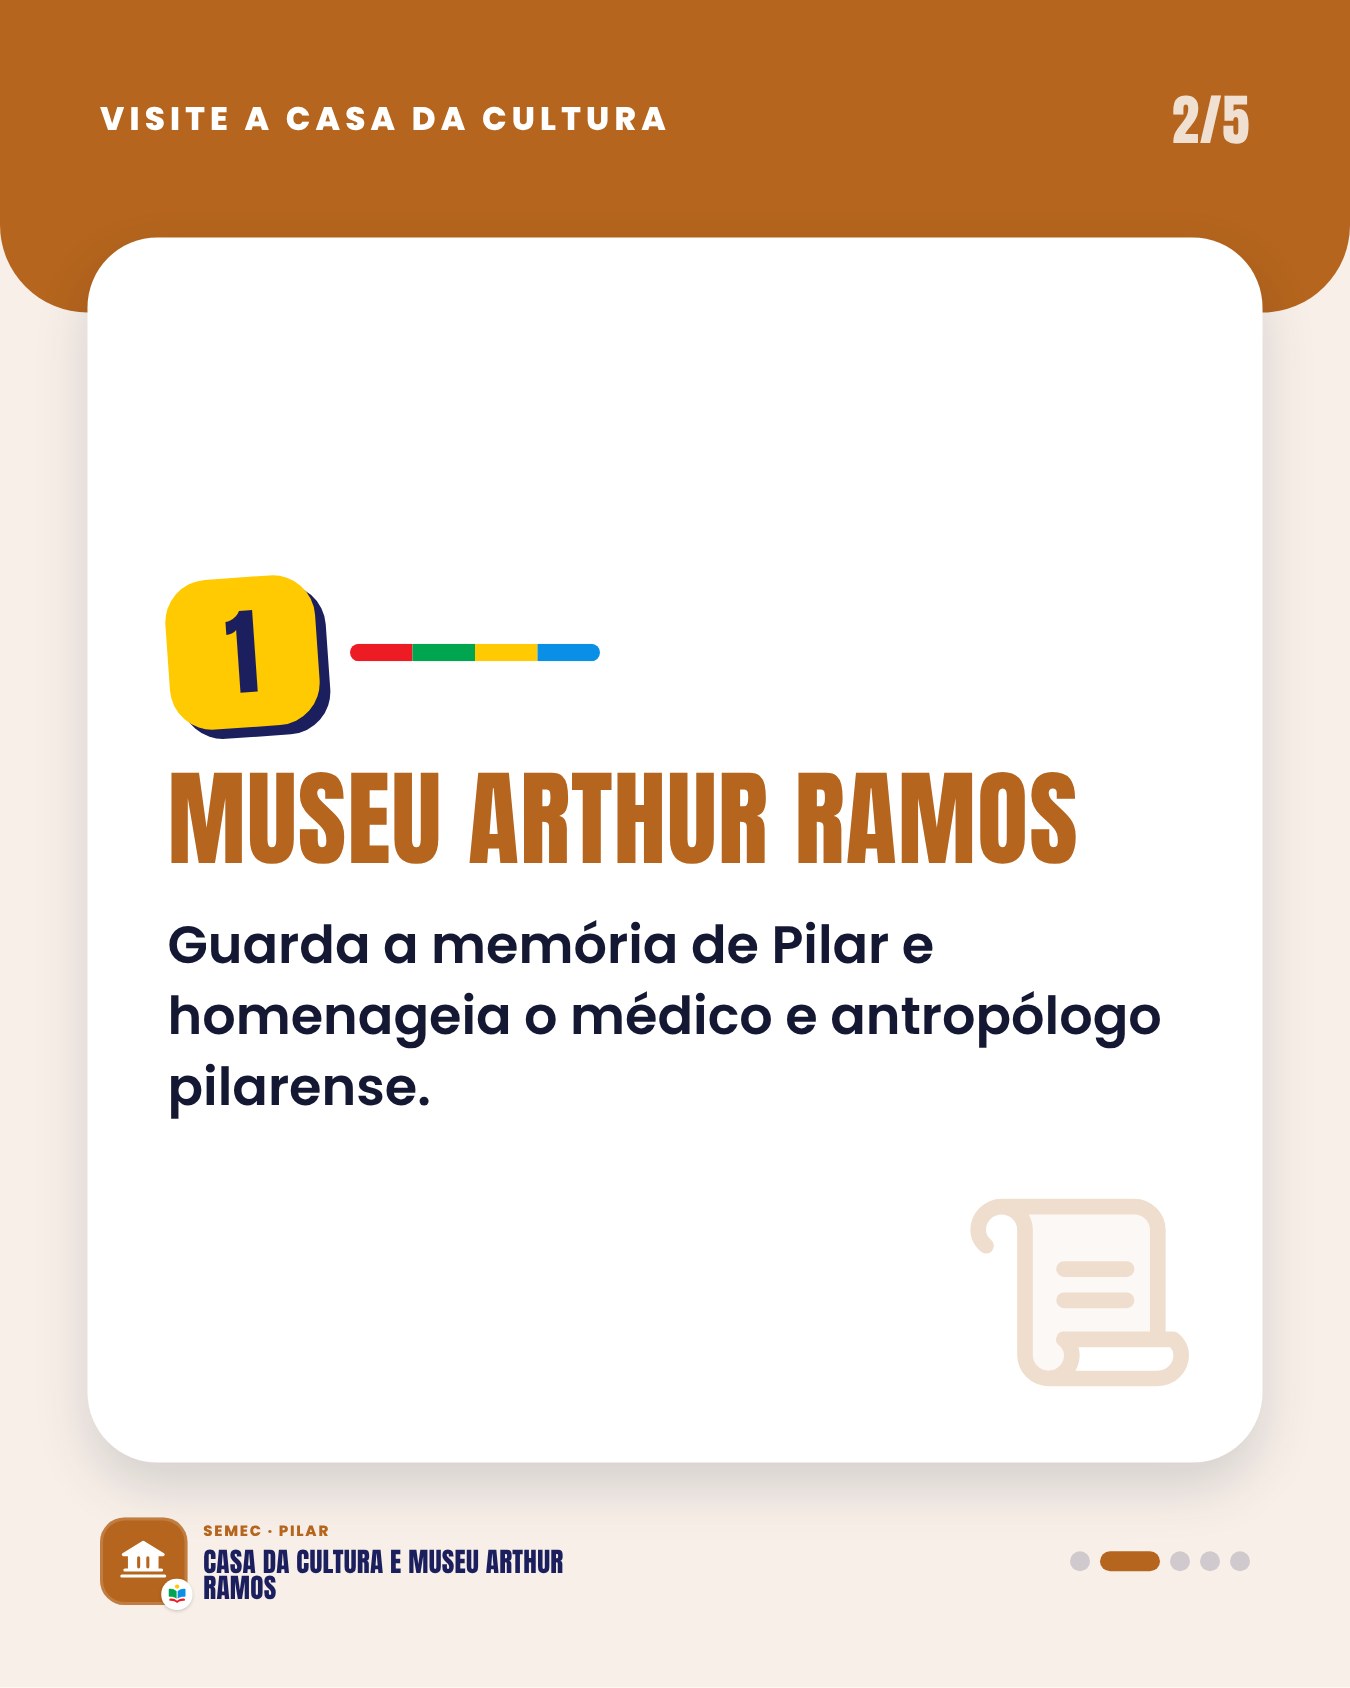 VISITE A CASA DA CULTURA
2/5
1
MUSEU ARTHUR RAMOS
Guarda a memória de Pilar e
homenageia o médico e antropólogo
pilarense.
SEMEC · PILAR
CASA DA CULTURA E MUSEU ARTHUR
RAMOS